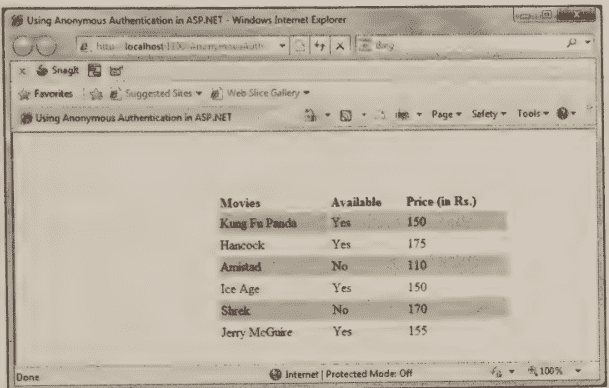 Using Anonymous Authentication in ASP.NET - Windows Internet Explorer
http://localhost
Bing
x SnagIt
Favorites Suggested Sites Web Slice Gallery
Using Anonymous Authentication in ASP.NET Page Safety Tools
Movies Available Price (in Rs.)
Kung Fu Panda Yes 150
Hancock Yes 175
Amistad No 110
Ice Age Yes 150
Shrek No 170
Jerry McGuire Yes 155
Done Internet | Protected Mode: Off 100%